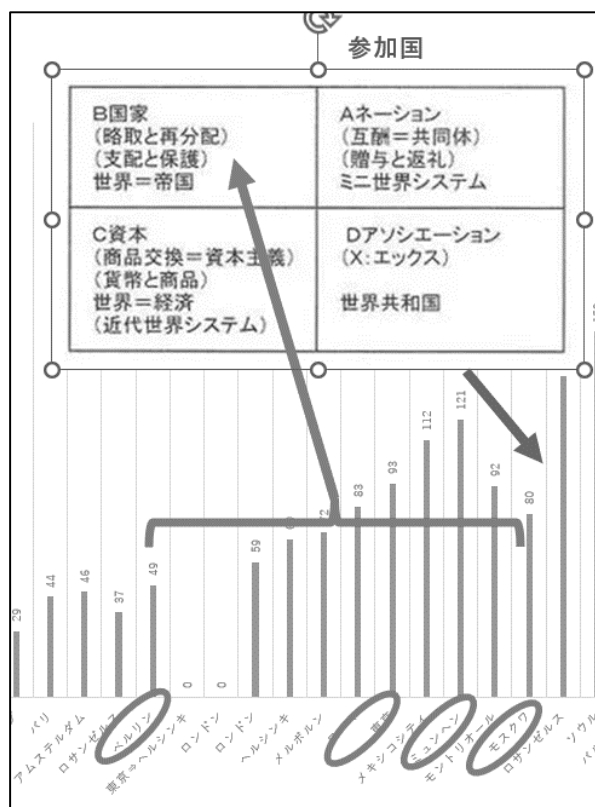 参加国
B国家
(略取と再分配)
(支配と保護)
世界＝帝国
Aネーション
(互酬＝共同体)
(贈与と返礼)
ミニ世界システム
C資本
(商品交換＝資本主義)
(貨幣と商品)
世界＝経済
(近代世界システム)
Dアソシエーション
(X：エックス)
世界共和国
29
44
46
37
49
0
0
59
83
93
112
121
92
80
パリ
アムステルダム
ロサンゼルス
ベルリン
東京⇒ヘルシンキ
ロンドン
ロンドン
ヘルシンキ
メルボルン
東京
メキシコシティ
ミュンヘン
モントリオール
モスクワ
ロサンゼルス
ソウル